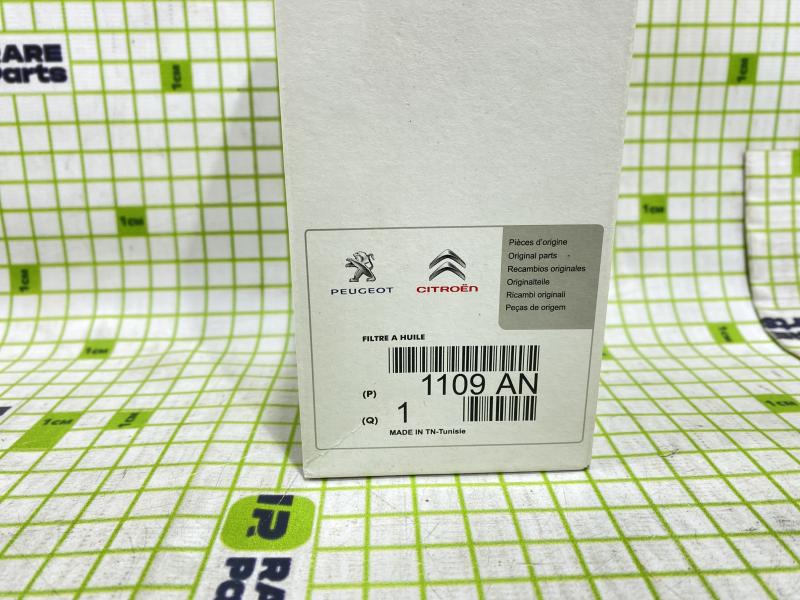 RARE
Parts
1CM
1CM
1CM
1CM
1CM
1CM
1CM
1CM
1CM
PEUGEOT
CITROËN
Pièces d'origine
Original parts
Recambios originales
Originalteile
Ricambi originali
Peças de origem
FILTRE A HUILE
(P) 1109 AN
(Q) 1
MADE IN TN-Tunisie